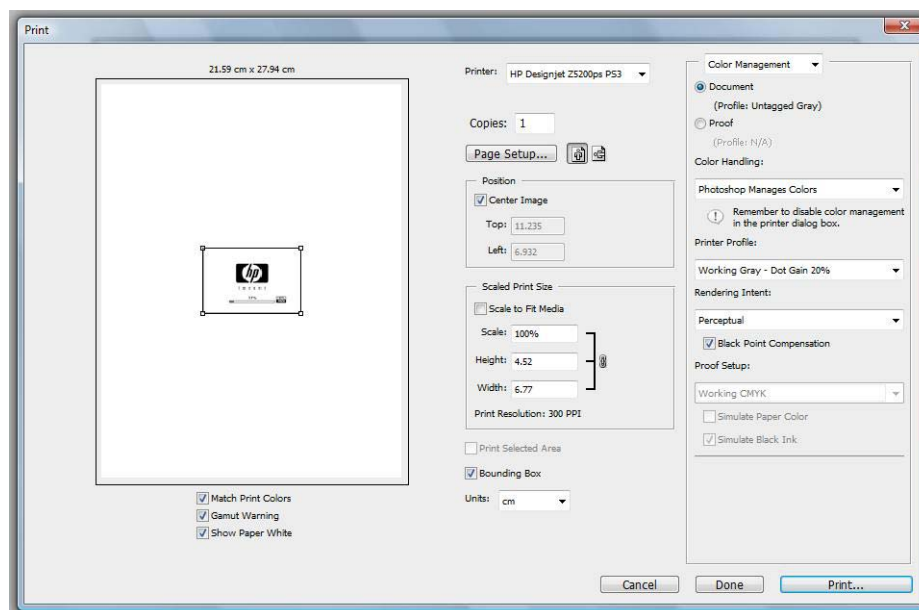 Print
21.59 cm x 27.94 cm
hp
invent
Match Print Colors
Gamut Warning
Show Paper White
Printer: HP Designjet Z5200ps PS3
Copies: 1
Page Setup...
Position
Center Image
Top: 11.235
Left: 6.932
Scaled Print Size
Scale to Fit Media
Scale: 100%
Height: 4.52
Width: 6.77
Print Resolution: 300 PPI
Print Selected Area
Bounding Box
Units: cm
Color Management
Document
(Profile: Untagged Gray)
Proof
(Profile: N/A)
Color Handling:
Photoshop Manages Colors
Remember to disable color management
in the printer dialog box.
Printer Profile:
Working Gray - Dot Gain 20%
Rendering Intent:
Perceptual
Black Point Compensation
Proof Setup:
Working CMYK
Simulate Paper Color
Simulate Black Ink
Cancel
Done
Print...